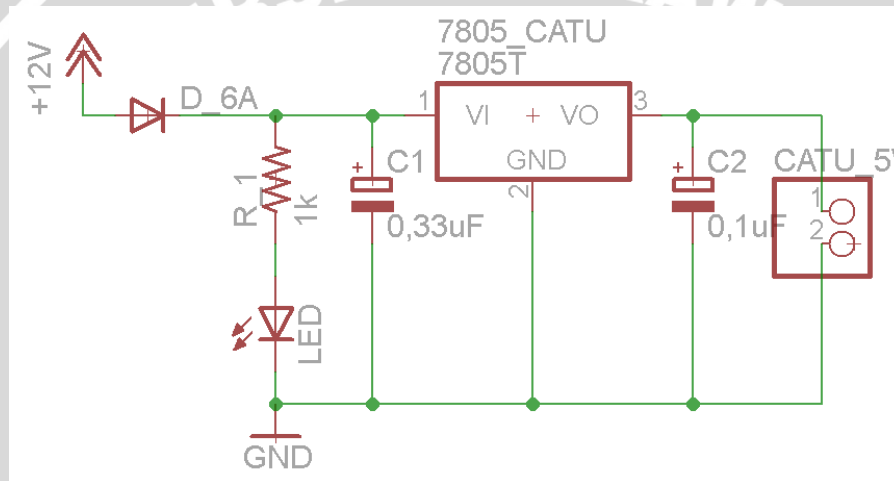 7805_CATU
7805T
+12V
D_6A
1
VI + VO
3
GND
2
R_1
1k
+
C1
0,33uF
+
C2
0,1uF
CATU_5V
1
2
LED
GND